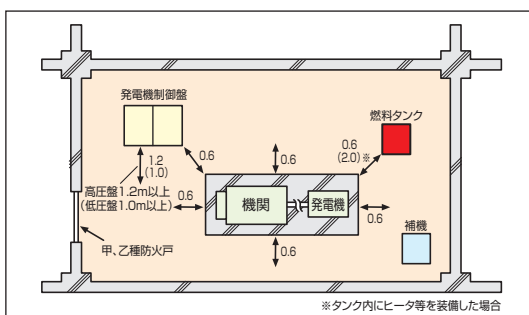 発電機制御盤
燃料タンク
1.2
(1.0)
高圧盤1.2m以上
(低圧盤1.0m以上)
0.6
0.6
0.6
(2.0)※
0.6
機関
発電機
0.6
0.6
補機
甲、乙種防火戸
※タンク内にヒータ等を装備した場合